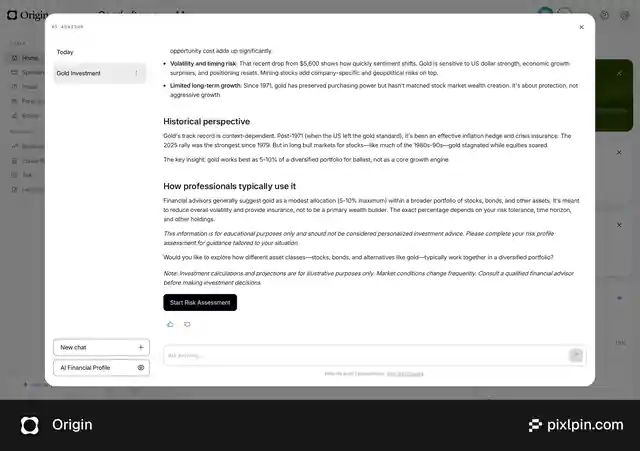 Origin
AI ADVISOR
Today
Gold Investment
opportunity cost adds up significantly.
• Volatility and timing risk: That recent drop from $5,600 shows how quickly sentiment shifts. Gold is sensitive to US dollar strength, economic growth
surprises, and positioning resets. Mining stocks add company-specific and geopolitical risks on top.
• Limited long-term growth: Since 1971, gold has preserved purchasing power but hasn't matched stock market wealth creation. It's about protection, not
aggressive growth.
Historical perspective
Gold's track record is context-dependent. Post-1971 (when the US left the gold standard), it's been an effective inflation hedge and crisis insurance. The
2025 rally was the strongest since 1979. But in long bull markets for stocks—like much of the 1980s-90s—gold stagnated while equities soared.
The key insight: gold works best as 5-10% of a diversified portfolio for ballast, not as a core growth engine.
How professionals typically use it
Financial advisors generally suggest gold as a modest allocation (5-10% maximum) within a broader portfolio of stocks, bonds, and other assets. It's meant
to reduce overall volatility and provide insurance, not to be a primary wealth builder. The exact percentage depends on your risk tolerance, time horizon,
and other holdings.
This information is for educational purposes only and should not be considered personalized investment advice. Please complete your risk profile
assessment for guidance tailored to your situation
Would you like to explore how different asset classes—stocks, bonds, and alternatives like gold—typically work together in a diversified portfolio?
Note: Investment calculations and projections are for illustrative purposes only. Market conditions change frequently. Consult a qualified financial advisor
before making investment decisions.
Start Risk Assessment
New chat
AI Financial Profile
Ask anything...
Home
Origin
pixlpin.com